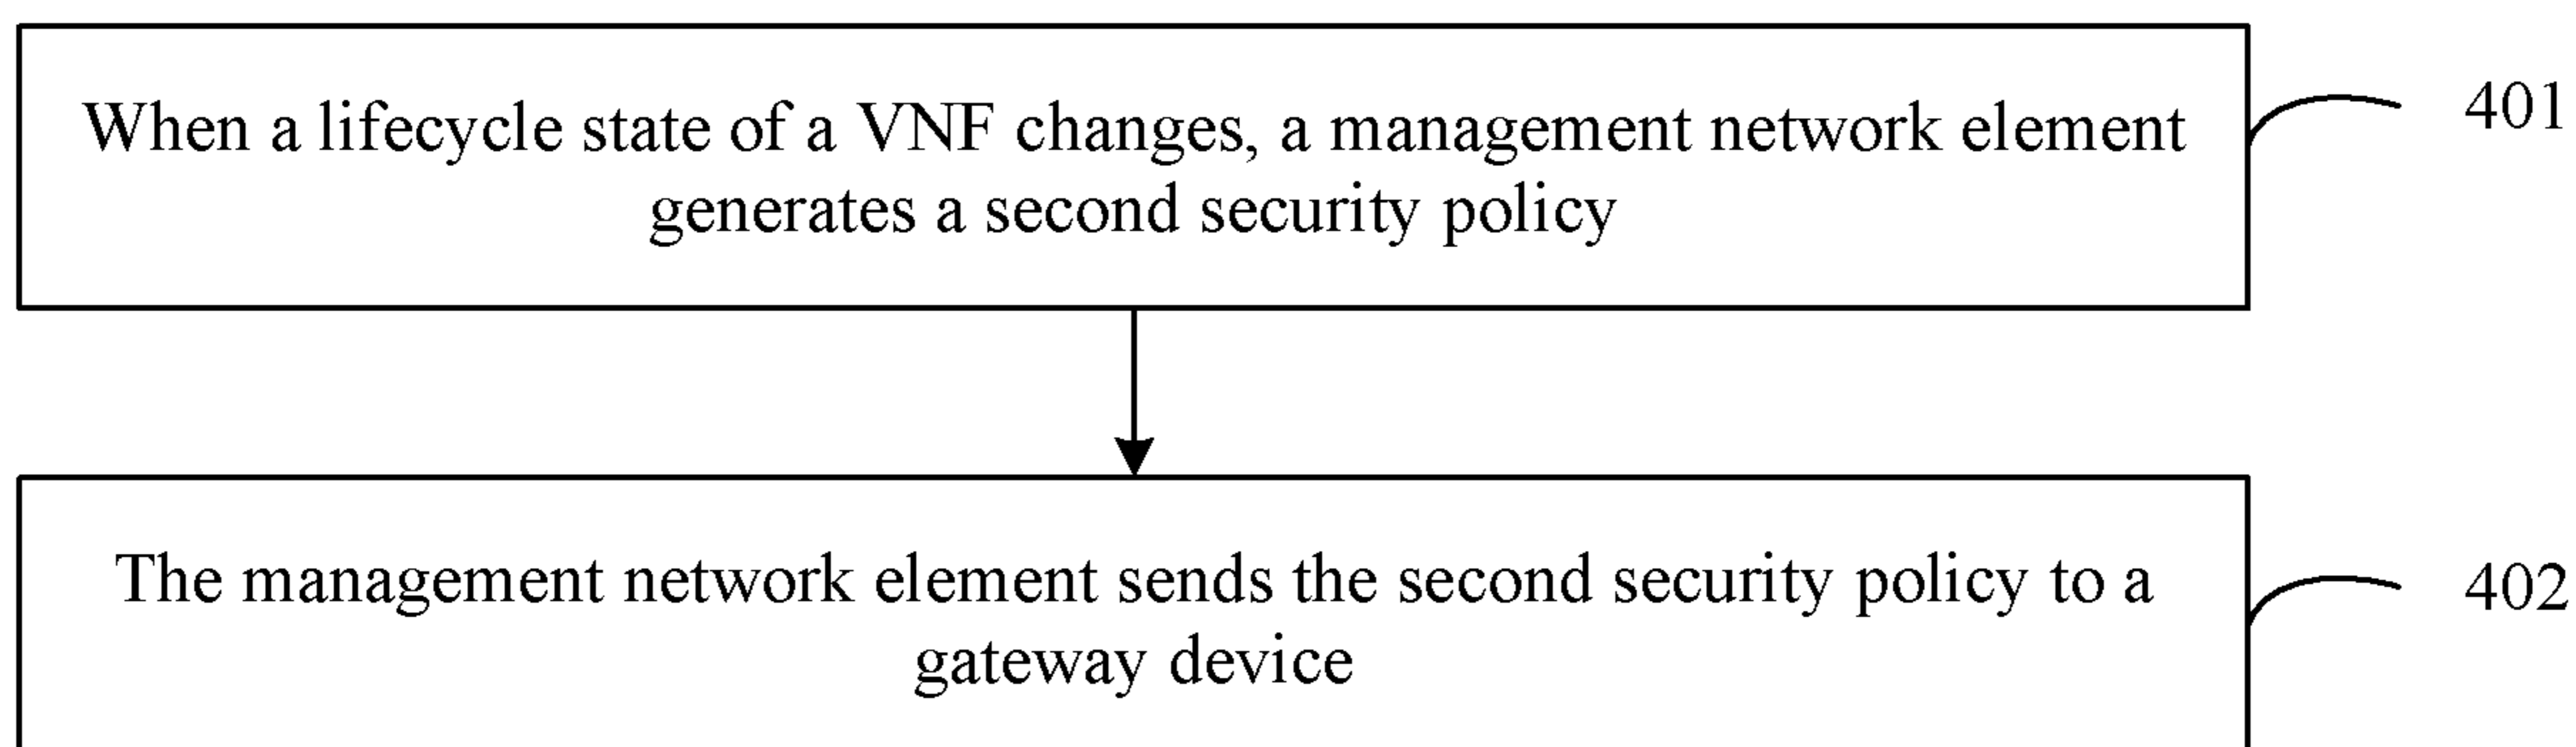 When a lifecycle state of a VNF changes, a management network element
generates a second security policy
401
The management network element sends the second security policy to a
gateway device
402